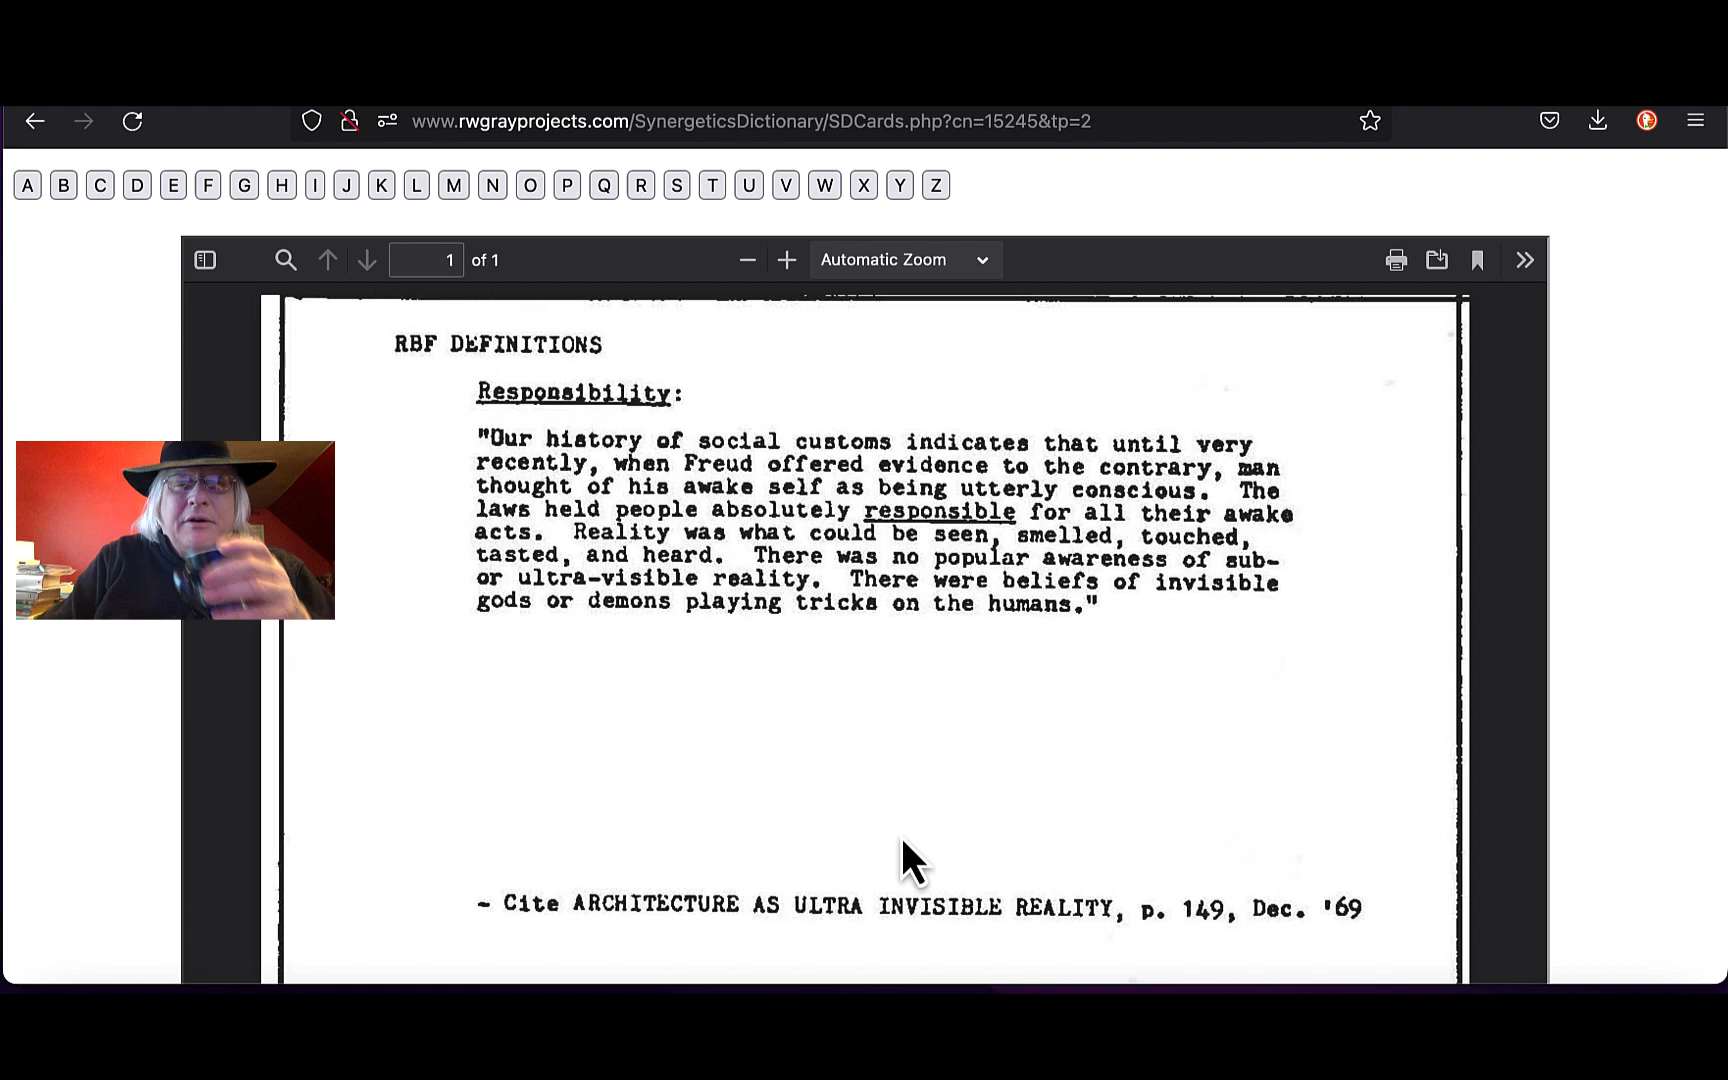 www.rwgrayprojects.com/SynergeticsDictionary/SDCards.php?cn=15245&tp=2
A B C D E F G H I J K L M N O P Q R S T U V W X Y Z
1 of 1 Automatic Zoom
RBF DEFINITIONS
Responsibility:
"Our history of social customs indicates that until very
recently, when Freud offered evidence to the contrary, man
thought of his awake self as being utterly conscious. The
laws held people absolutely responsible for all their awake
acts. Reality was what could be seen, smelled, touched,
tasted, and heard. There was no popular awareness of sub-
or ultra-visible reality. There were beliefs of invisible
gods or demons playing tricks on the humans."
- Cite ARCHITECTURE AS ULTRA INVISIBLE REALITY, p. 149, Dec. '69